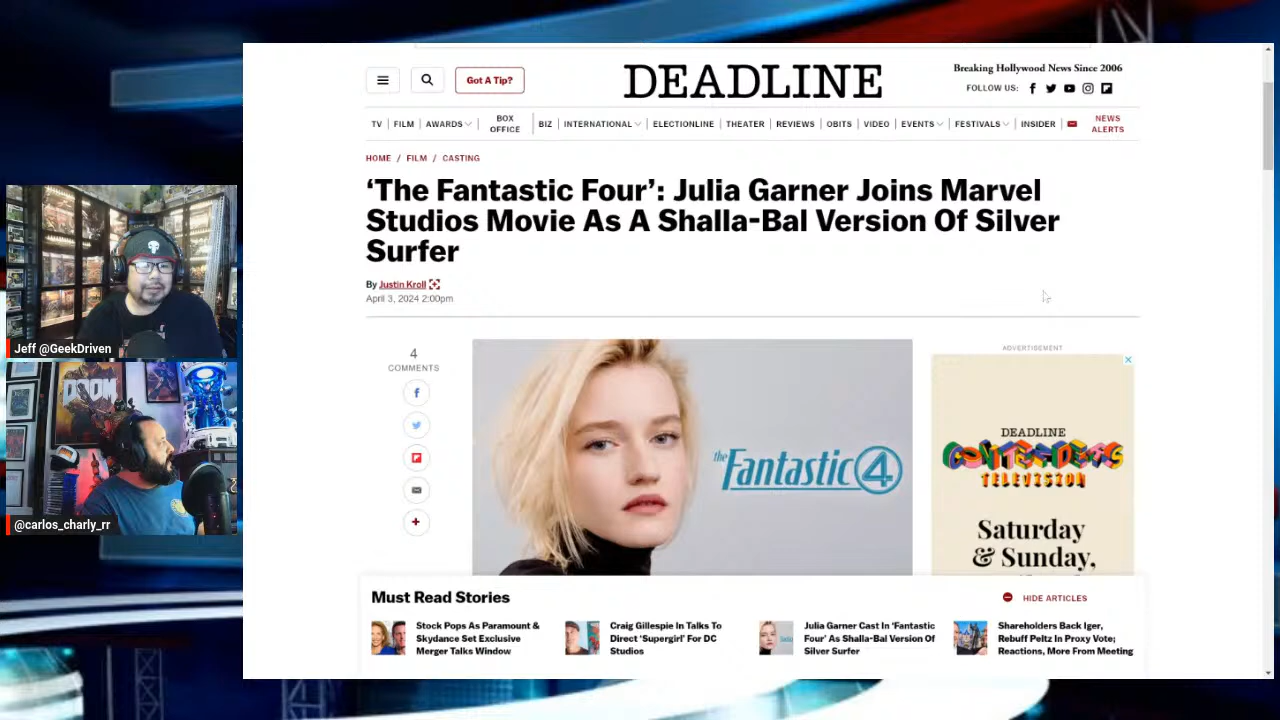 Got A Tip?
DEADLINE
Breaking Hollywood News Since 2006
FOLLOW US:
TV | FILM | AWARDS | BOX OFFICE | BIZ | INTERNATIONAL | ELECTIONLINE | THEATER | REVIEWS | OBITS | VIDEO | EVENTS | FESTIVALS | INSIDER | NEWS ALERTS
HOME / FILM / CASTING
‘The Fantastic Four’: Julia Garner Joins Marvel
Studios Movie As A Shalla-Bal Version Of Silver
Surfer
By Justin Kroll
April 3, 2024 2:00pm
4
COMMENTS
ADVERTISEMENT
the Fantastic 4
DEADLINE
CONTENDERS
TELEVISION
Saturday
& Sunday,
Must Read Stories
HIDE ARTICLES
Stock Pops As Paramount &
Skydance Set Exclusive
Merger Talks Window
Craig Gillespie In Talks To
Direct ‘Supergirl’ For DC
Studios
Julia Garner Cast In ‘Fantastic
Four’ As Shalla-Bal Version Of
Silver Surfer
Shareholders Back Iger,
Rebuff Peltz In Proxy Vote;
Reactions, More From Meeting
Jeff @GeekDriven
DOOM
@carlos_charly_rr